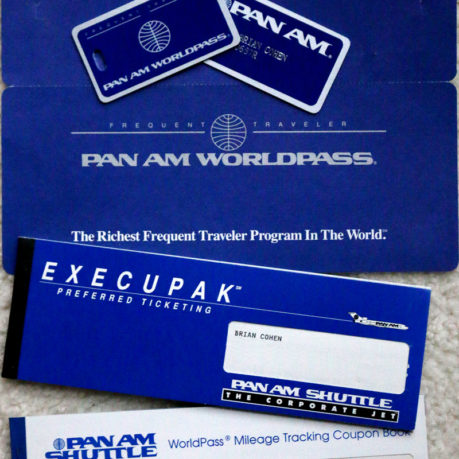 PAN AM WORLDPASS®
PAN AM.
BRIAN COHEN
FREQUENT TRAVELER
PAN AM WORLDPASS®
The Richest Frequent Traveler Program In The World.℠
EXECUPAK℠
PREFERRED TICKETING
PAN AM
BRIAN COHEN
PAN AM SHUTTLE
THE CORPORATE JET
PAN AM
SHUTTLE
WorldPass® Mileage Tracking Coupon Book